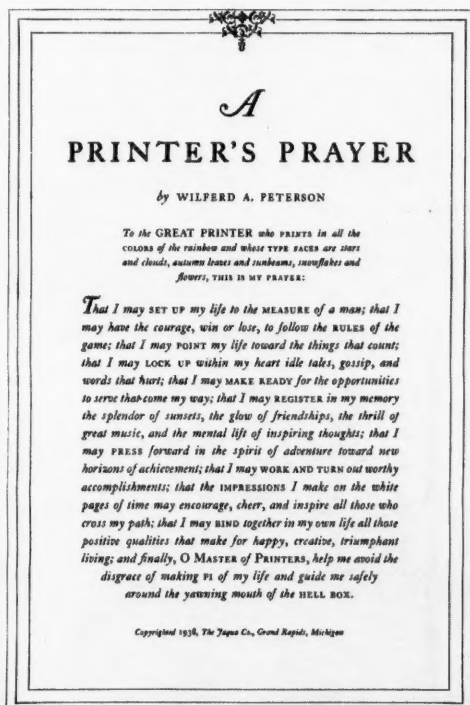 A
PRINTER'S PRAYER
by WILFERD A. PETERSON
To the GREAT PRINTER who PRINTS in all the
COLORS of the rainbow and whose TYPE FACES are stars
and clouds, autumn leaves and sunbeams, snowflakes and
flowers, THIS IS MY PRAYER:
That I may SET UP my life to the MEASURE of a man; that I
may have the courage, win or lose, to follow the RULES of the
game; that I may POINT my life toward the things that count;
that I may LOCK UP within my heart idle tales, gossip, and
words that hurt; that I may MAKE READY for the opportunities
to serve that come my way; that I may REGISTER in my memory
the splendor of sunsets, the glow of friendships, the thrill of
great music, and the mental lift of inspiring thoughts; that I
may PRESS forward in the spirit of adventure toward new
horizons of achievement; that I may WORK AND TURN out worthy
accomplishments; that the IMPRESSIONS I make on the white
pages of time may encourage, cheer, and inspire all those who
cross my path; that I may BIND together in my own life all those
positive qualities that make for happy, creative, triumphant
living; and finally, O MASTER of PRINTERS, help me avoid the
disgrace of making PI of my life and guide me safely
around the yawning mouth of the HELL BOX.
Copyrighted 1938, The Jaqua Co., Grand Rapids, Michigan